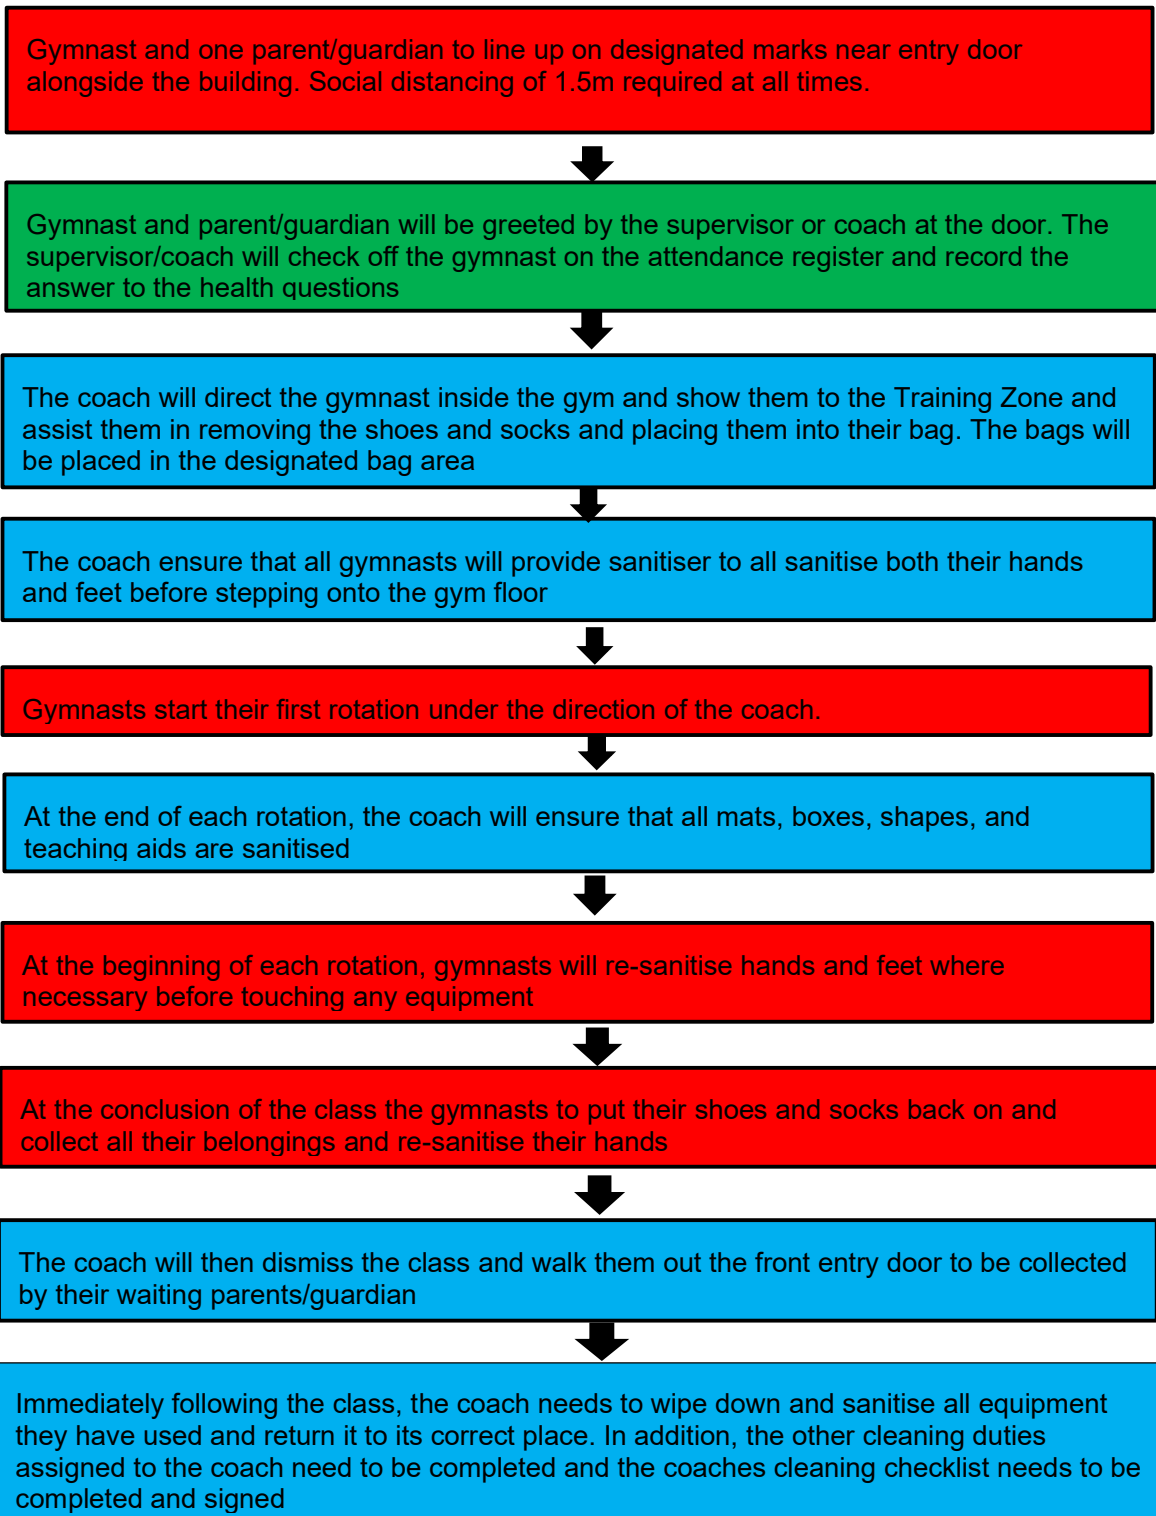 Gymnast and one parent/guardian to line up on designated marks near entry door
alongside the building. Social distancing of 1.5m required at all times.
Gymnast and parent/guardian will be greeted by the supervisor or coach at the door. The
supervisor/coach will check off the gymnast on the attendance register and record the
answer to the health questions
The coach will direct the gymnast inside the gym and show them to the Training Zone and
assist them in removing the shoes and socks and placing them into their bag. The bags will
be placed in the designated bag area
The coach ensure that all gymnasts will provide sanitiser to all sanitise both their hands
and feet before stepping onto the gym floor
Gymnasts start their first rotation under the direction of the coach.
At the end of each rotation, the coach will ensure that all mats, boxes, shapes, and
teaching aids are sanitised
At the beginning of each rotation, gymnasts will re-sanitise hands and feet where
necessary before touching any equipment
At the conclusion of the class the gymnasts to put their shoes and socks back on and
collect all their belongings and re-sanitise their hands
The coach will then dismiss the class and walk them out the front entry door to be collected
by their waiting parents/guardian
Immediately following the class, the coach needs to wipe down and sanitise all equipment
they have used and return it to its correct place. In addition, the other cleaning duties
assigned to the coach need to be completed and the coaches cleaning checklist needs to be
completed and signed